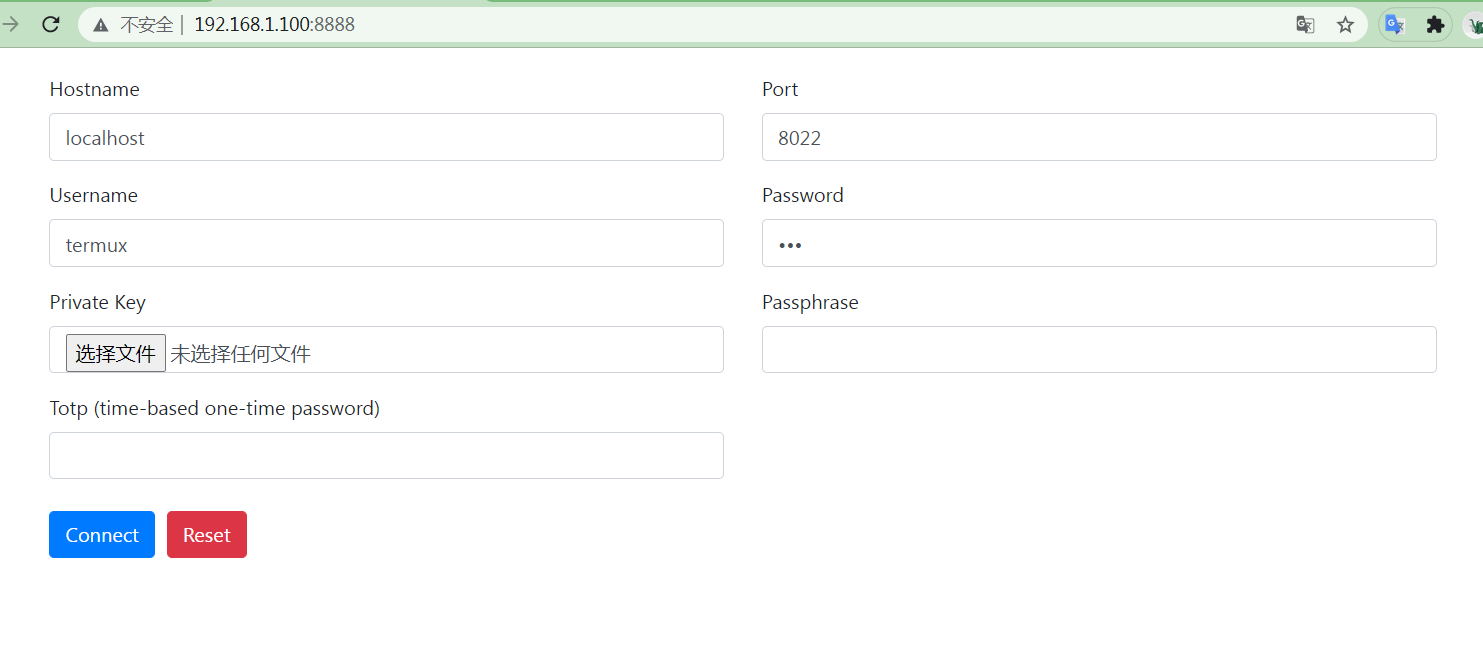 不安全 | 192.168.1.100:8888
Hostname Port
localhost 8022
Username Password
termux •••
Private Key Passphrase
选择文件 未选择任何文件
Totp (time-based one-time password)
Connect Reset